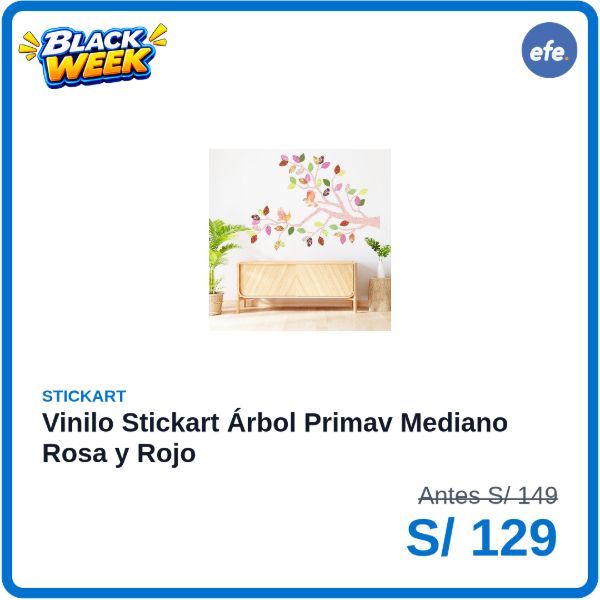 BLACK
WEEK
efe.
STICKART
Vinilo Stickart Árbol Primav Mediano
Rosa y Rojo
Antes S/ 149
S/ 129